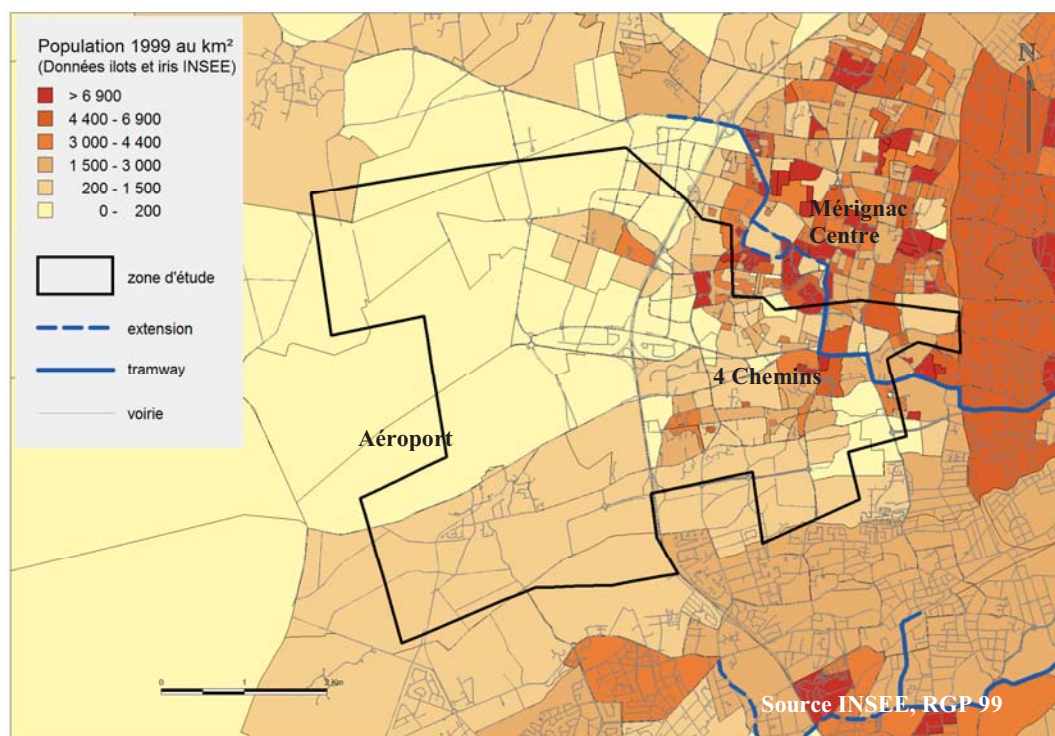 Population 1999 au km²
(Données ilots et iris INSEE)
> 6 900
4 400 - 6 900
3 000 - 4 400
1 500 - 3 000
200 - 1 500
0 - 200
zone d'étude
extension
tramway
voirie
N
Mérignac
Centre
4 Chemins
Aéroport
0 1 2 Km
Source INSEE, RGP 99